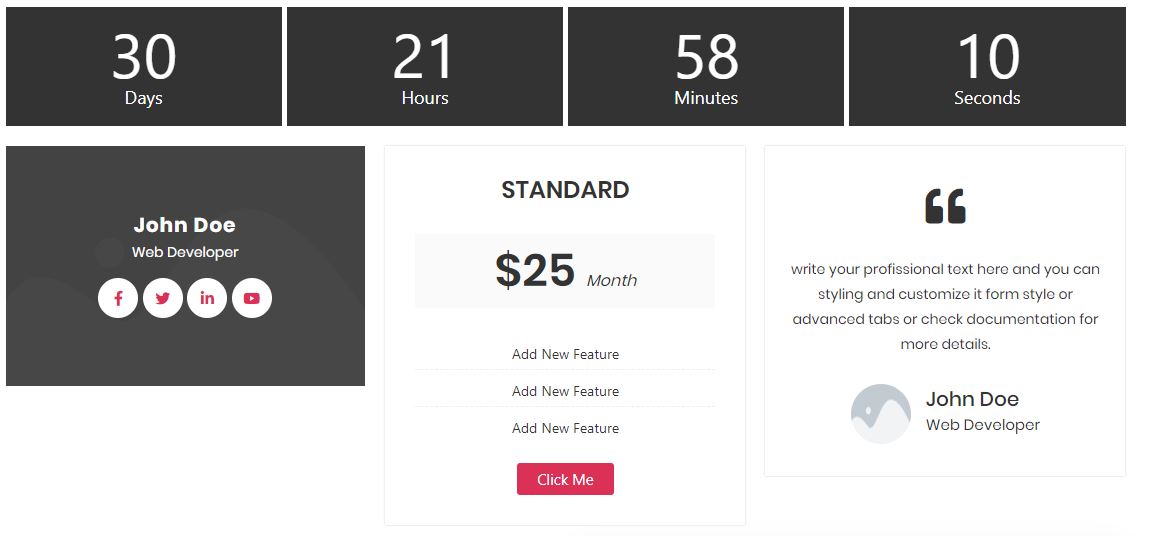 30
Days
21
Hours
58
Minutes
10
Seconds
John Doe
Web Developer
STANDARD
$25 Month
Add New Feature
Add New Feature
Add New Feature
Click Me
write your profissional text here and you can
styling and customize it form style or
advanced tabs or check documentation for
more details.
John Doe
Web Developer